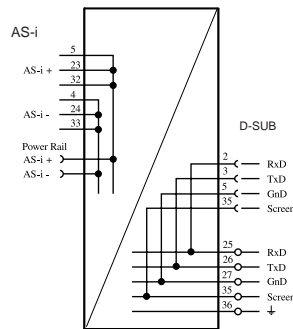 AS-i
5
AS-i + 23
32
4
AS-i - 24
33
Power Rail
AS-i +
AS-i -
D-SUB
2 RxD
3 TxD
5 GnD
35 Screen
25 RxD
26 TxD
27 GnD
35 Screen
36